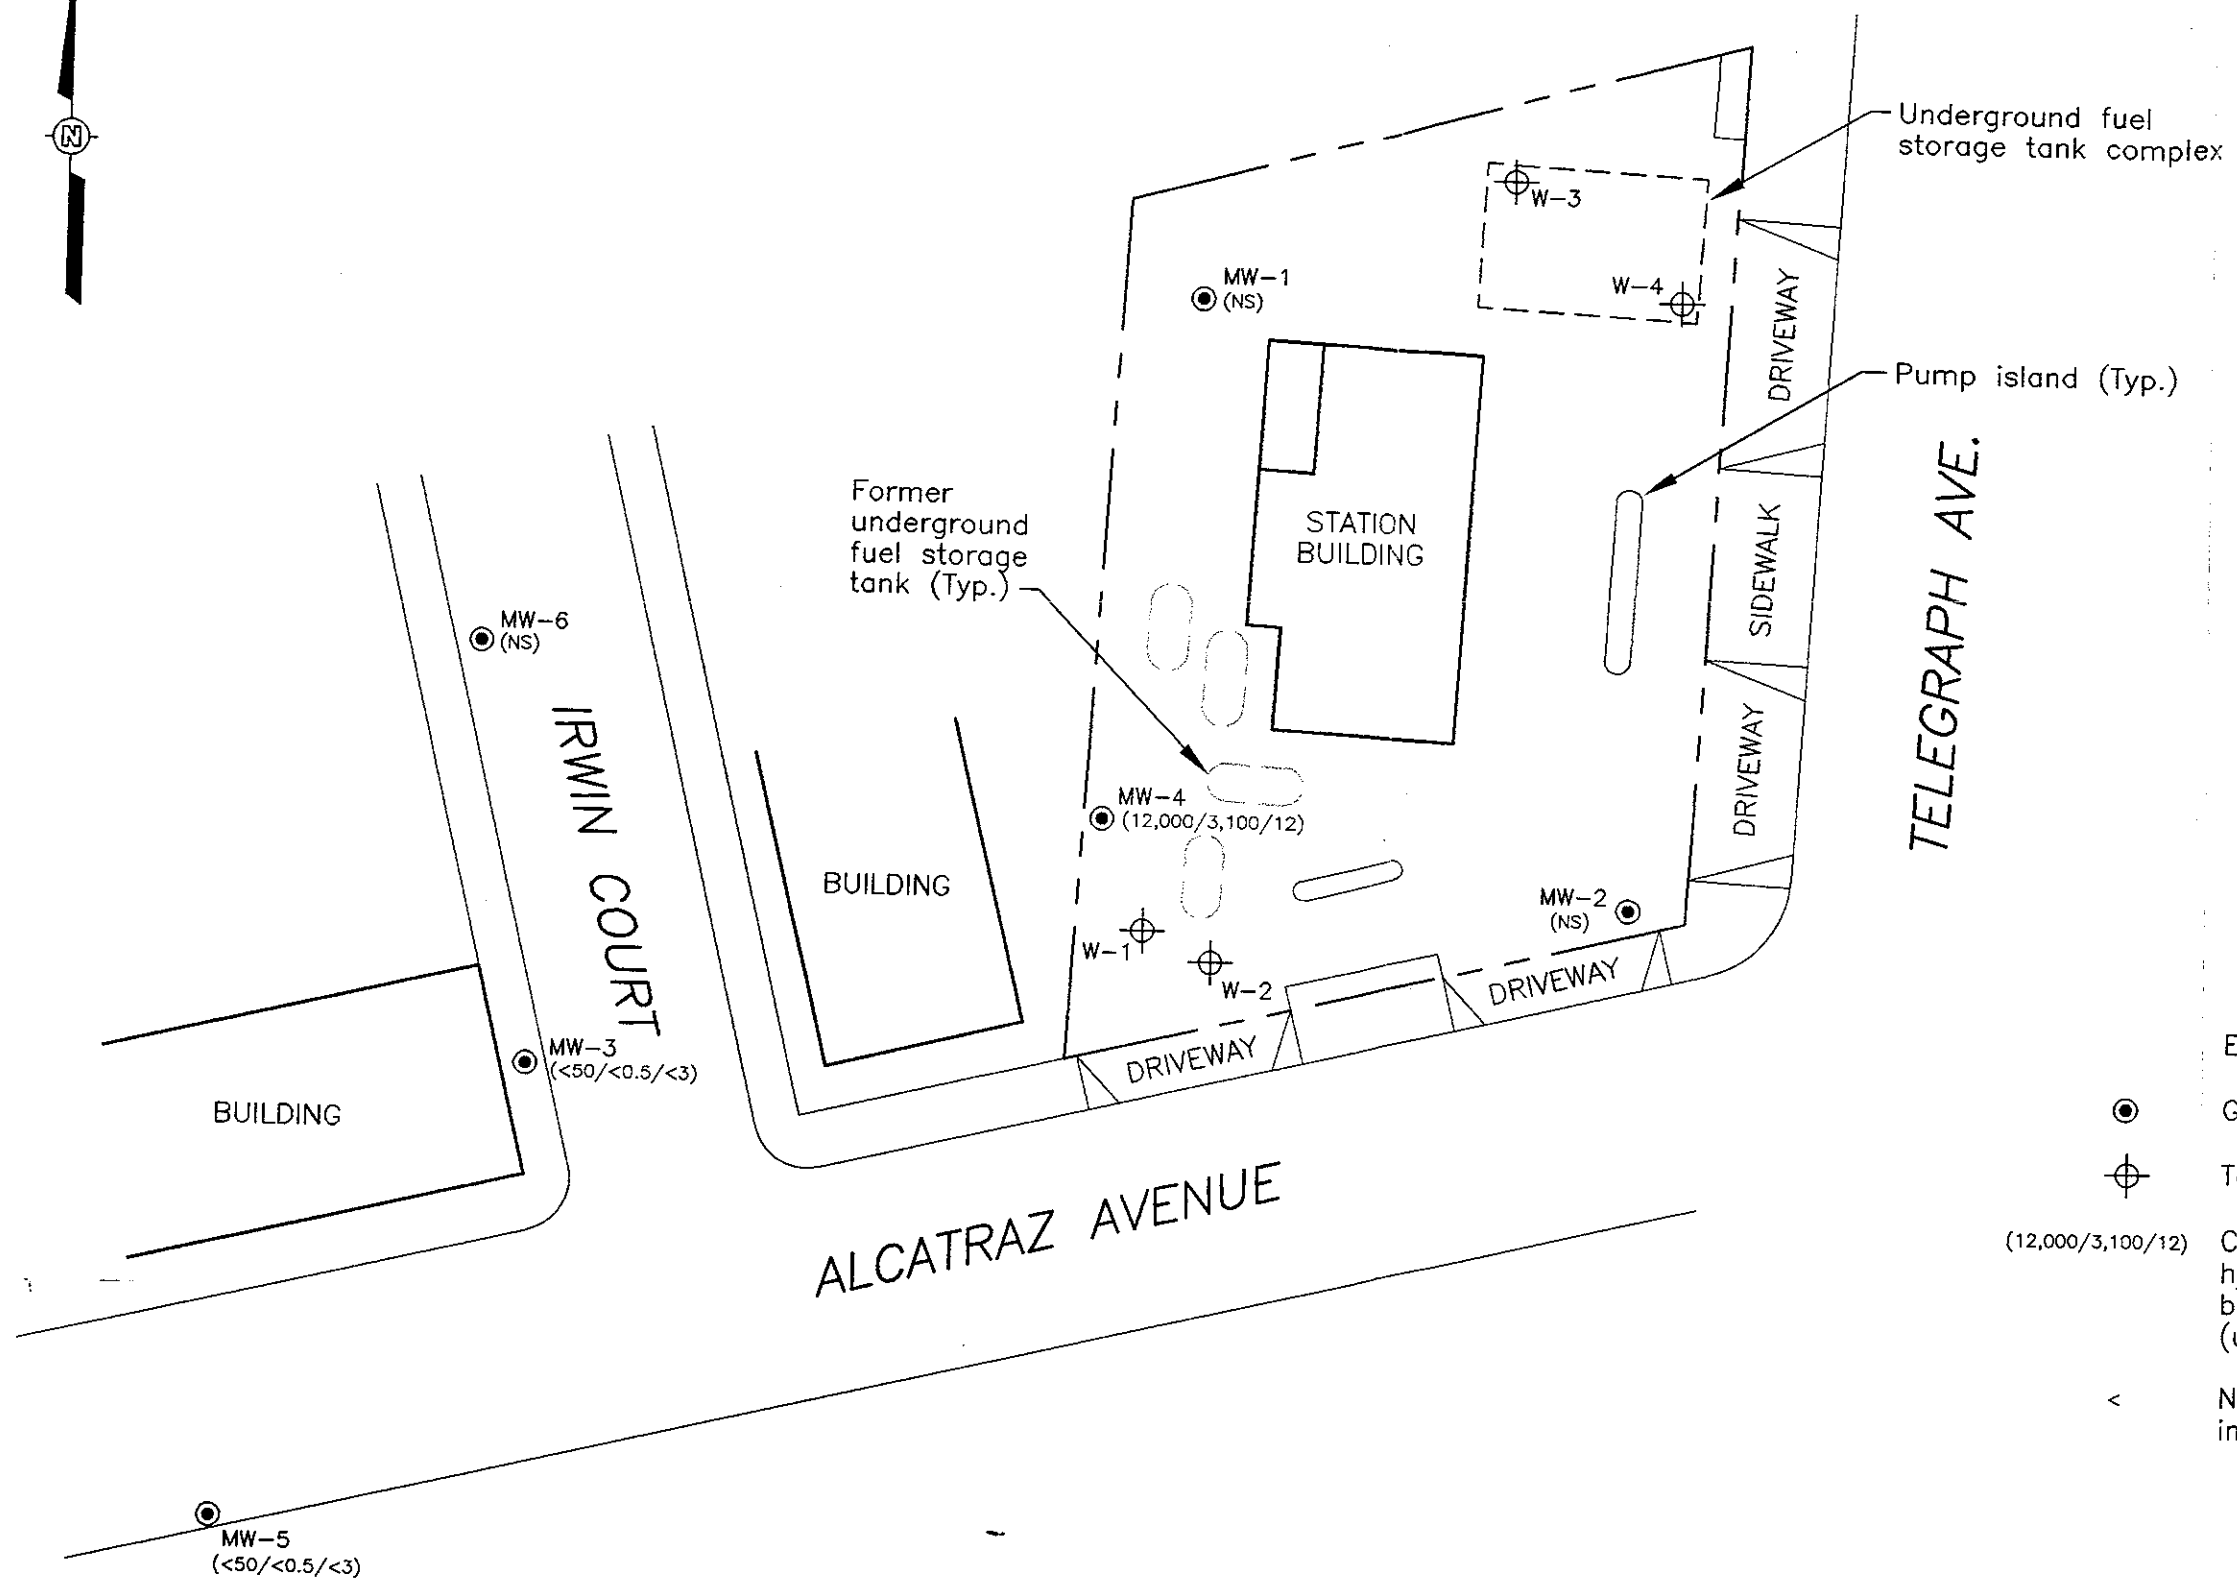 N
Underground fuel
storage tank complex
W-3
MW-1
(NS)
W-4
DRIVEWAY
Pump island (Typ.)
TELEGRAPH AVE.
Former
underground
fuel storage
tank (Typ.)
STATION
BUILDING
SIDEWALK
MW-6
(NS)
IRWIN COURT
DRIVEWAY
MW-4
(12,000/3,100/12)
BUILDING
MW-2
(NS)
W-1
W-2
DRIVEWAY
DRIVEWAY
MW-3
(<50/<0.5/<3)
BUILDING
ALCATRAZ AVENUE
MW-5
(<50/<0.5/<3)
(12,000/3,100/12)
<
in